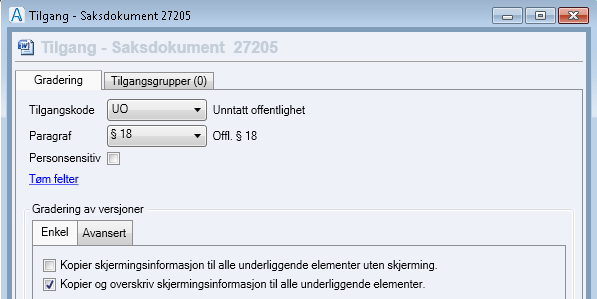 Tilgang - Saksdokument 27205
Tilgang - Saksdokument 27205
Gradering
Tilgangsgrupper (0)
Tilgangskode UO Unntatt offentlighet
Paragraf § 18 Offl. § 18
Personsensitiv
Tøm felter
Gradering av versjoner
Enkel
Avansert
Kopier skjermingsinformasjon til alle underliggende elementer uten skjerming.
Kopier og overskriv skjermingsinformasjon til alle underliggende elementer.